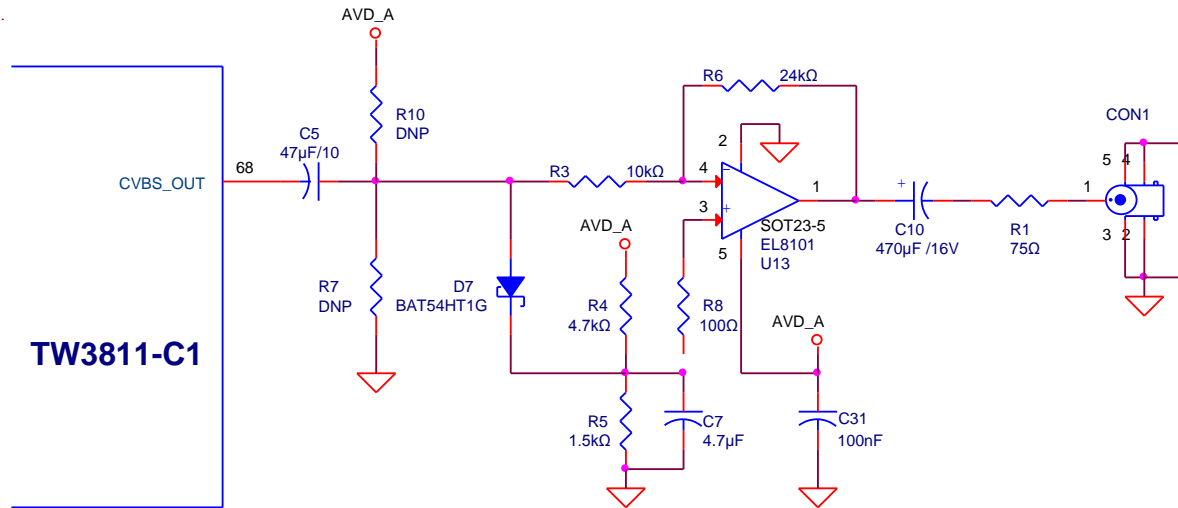 .
AVD_A
R6 24kΩ
CON1
R10
DNP
C5
47µF/10
2
5 4
68
CVBS_OUT
R3 10kΩ
4
-
1
1
+
3
+
AVD_A
SOT23-5
EL8101
U13
5
C10
470µF /16V
R1
75Ω
3 2
R7
DNP
D7
BAT54HT1G
R4
4.7kΩ
R8
100Ω
AVD_A
TW3811-C1
R5
1.5kΩ
C7
4.7µF
C31
100nF